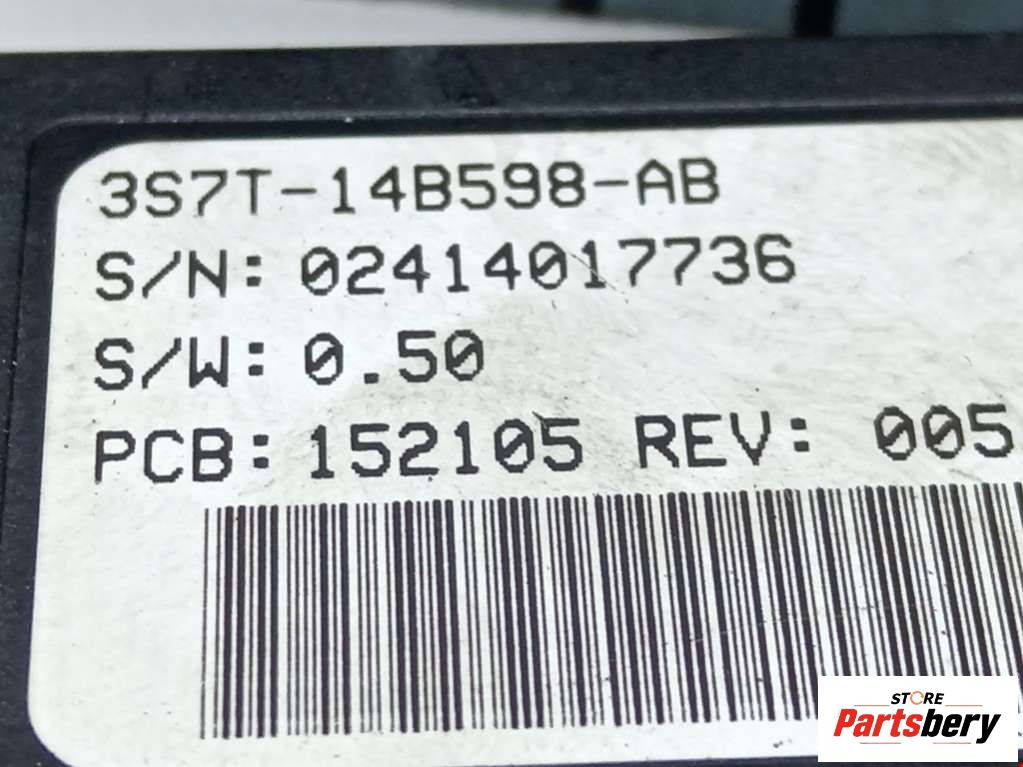 3S7T-14B598-AB
S/N: 02414017736
S/W: 0.50
PCB: 152105 REV: 005
STORE
Partsbery